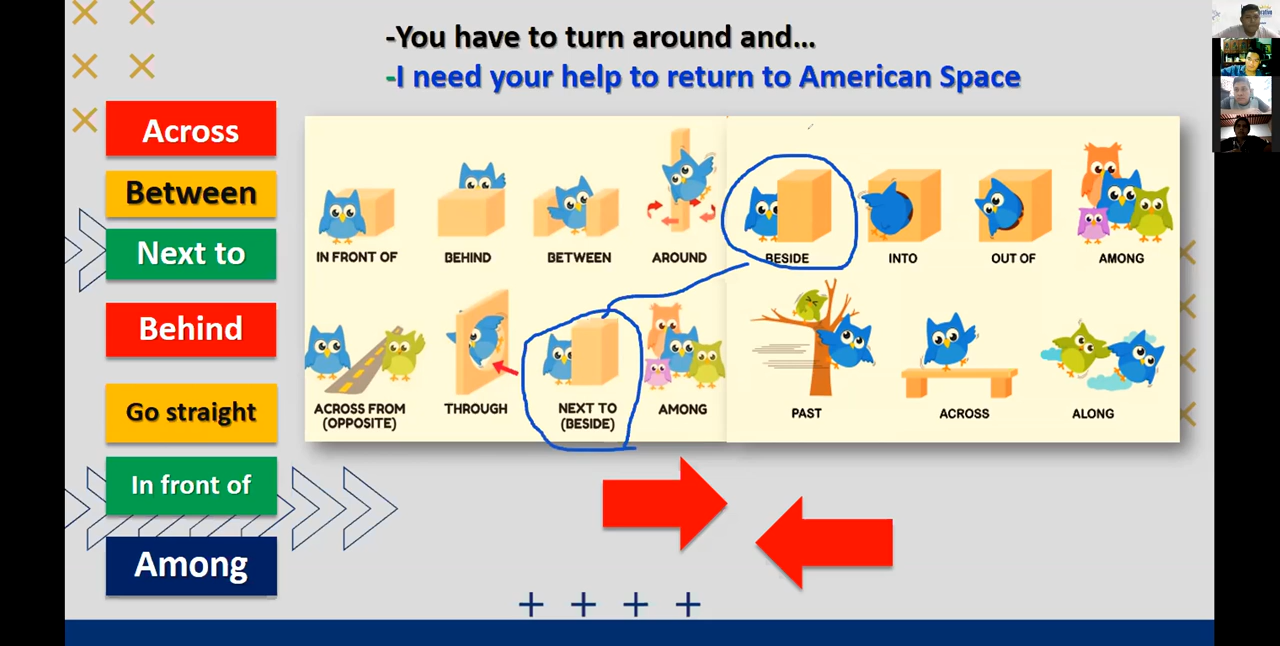 -You have to turn around and...
-I need your help to return to American Space
Across
Between
Next to
Behind
Go straight
In front of
Among
IN FRONT OF
BEHIND
BETWEEN
AROUND
BESIDE
INTO
OUT OF
AMONG
ACROSS FROM
(OPPOSITE)
THROUGH
NEXT TO
(BESIDE)
AMONG
PAST
ACROSS
ALONG